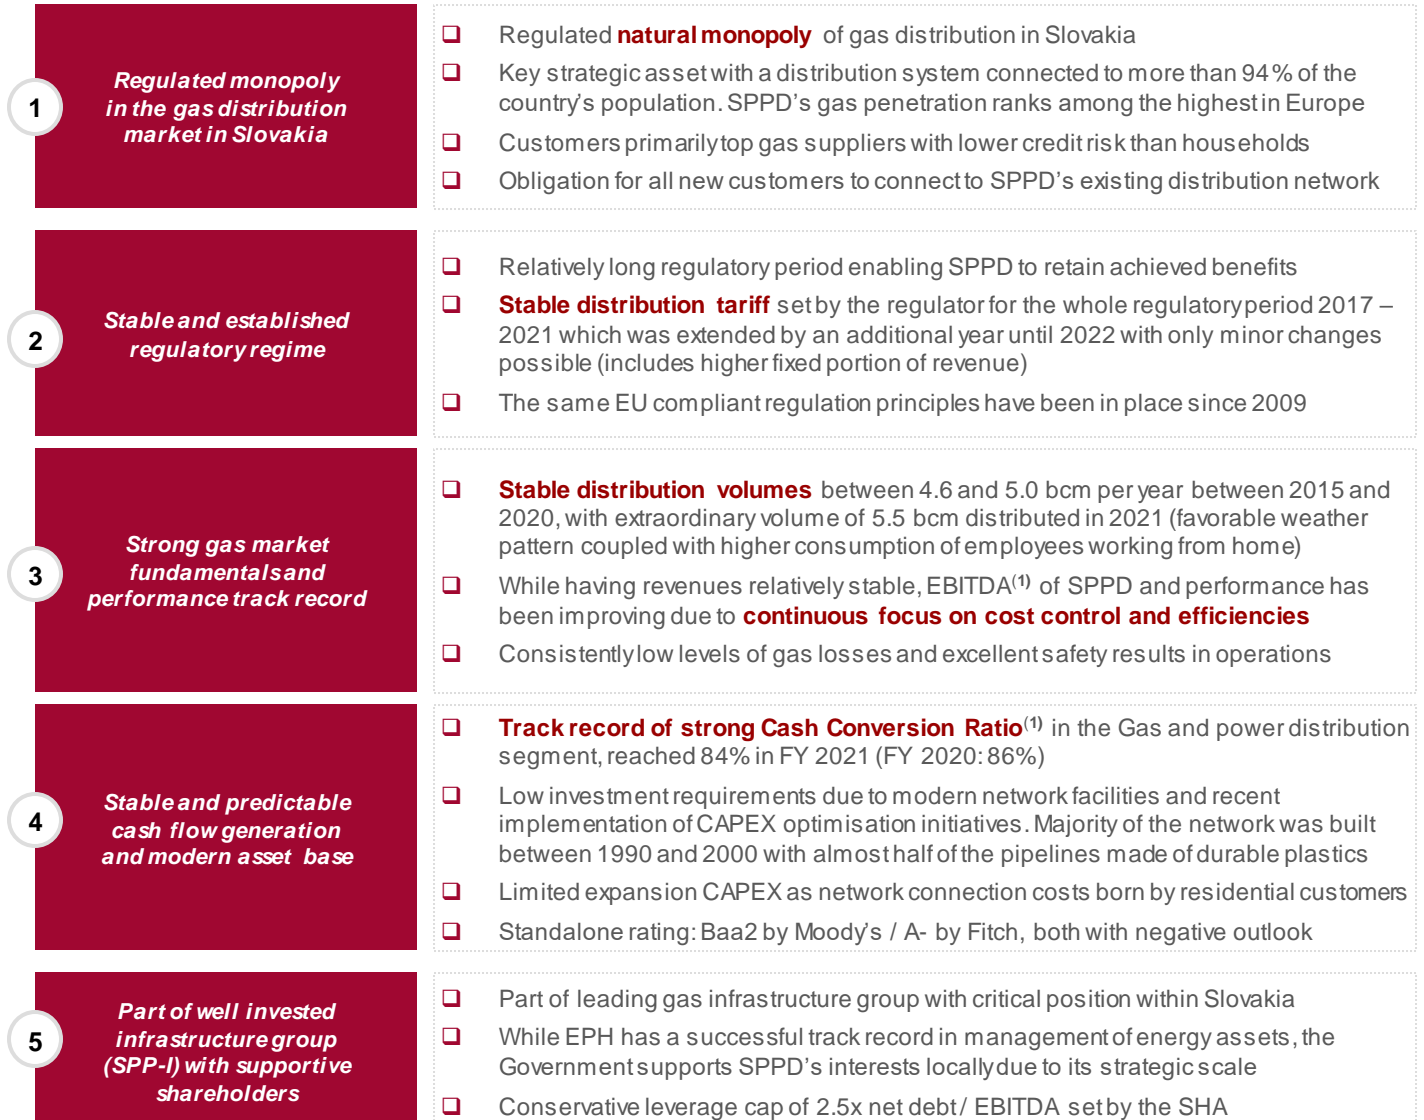 1
Regulated monopoly
in the gas distribution
market in Slovakia
❑ Regulated natural monopoly of gas distribution in Slovakia
❑ Key strategic asset with a distribution system connected to more than 94% of the
country's population. SPPD's gas penetration ranks among the highest in Europe
❑ Customers primarily top gas suppliers with lower credit risk than households
❑ Obligation for all new customers to connect to SPPD's existing distribution network
2
Stable and established
regulatory regime
❑ Relatively long regulatory period enabling SPPD to retain achieved benefits
❑ Stable distribution tariff set by the regulator for the whole regulatory period 2017 –
2021 which was extended by an additional year until 2022 with only minor changes
possible (includes higher fixed portion of revenue)
❑ The same EU compliant regulation principles have been in place since 2009
3
Strong gas market
fundamentals and
performance track record
❑ Stable distribution volumes between 4.6 and 5.0 bcm per year between 2015 and
2020, with extraordinary volume of 5.5 bcm distributed in 2021 (favorable weather
pattern coupled with higher consumption of employees working from home)
❑ While having revenues relatively stable, EBITDA(1) of SPPD and performance has
been improving due to continuous focus on cost control and efficiencies
❑ Consistently low levels of gas losses and excellent safety results in operations
4
Stable and predictable
cash flow generation
and modern asset base
❑ Track record of strong Cash Conversion Ratio(1) in the Gas and power distribution
segment, reached 84% in FY 2021 (FY 2020: 86%)
❑ Low investment requirements due to modern network facilities and recent
implementation of CAPEX optimisation initiatives. Majority of the network was built
between 1990 and 2000 with almost half of the pipelines made of durable plastics
❑ Limited expansion CAPEX as network connection costs born by residential customers
❑ Standalone rating: Baa2 by Moody's / A- by Fitch, both with negative outlook
5
Part of well invested
infrastructure group
(SPP-I) with supportive
shareholders
❑ Part of leading gas infrastructure group with critical position within Slovakia
❑ While EPH has a successful track record in management of energy assets, the
Government supports SPPD's interests locally due to its strategic scale
❑ Conservative leverage cap of 2.5x net debt / EBITDA set by the SHA